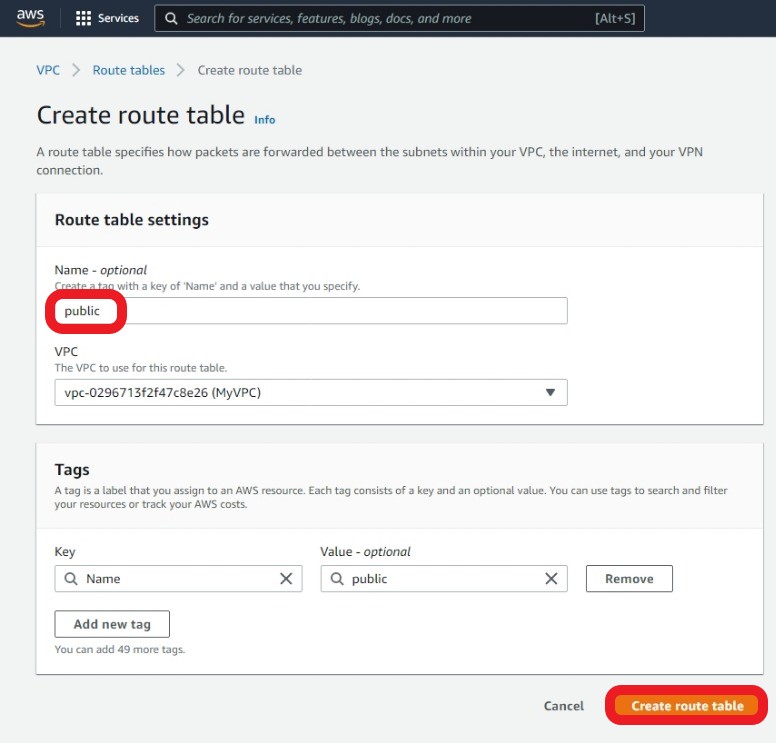 aws Services Search for services, features, blogs, docs, and more [Alt+S]
VPC Route tables Create route table
Create route table Info
A route table specifies how packets are forwarded between the subnets within your VPC, the internet, and your VPN
connection.
Route table settings
Name - optional
Create a tag with a key of 'Name' and a value that you specify.
public
VPC
The VPC to use for this route table.
vpc-0296713f2f47c8e26 (MyVPC)
Tags
A tag is a label that you assign to an AWS resource. Each tag consists of a key and an optional value. You can use tags to search and filter
your resources or track your AWS costs.
Key Value - optional
Name public Remove
Add new tag
You can add 49 more tags.
Cancel Create route table